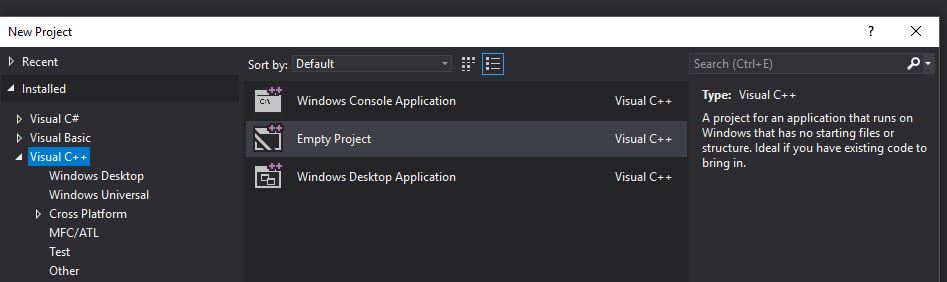 New Project
?
Recent
Installed
Visual C#
Visual Basic
Visual C++
Windows Desktop
Windows Universal
Cross Platform
MFC/ATL
Test
Other
Sort by: Default
C:\ ++ Windows Console Application Visual C++
++ Empty Project Visual C++
++ Windows Desktop Application Visual C++
Search (Ctrl+E)
Type: Visual C++
A project for an application that runs on
Windows that has no starting files or
structure. Ideal if you have existing code to
bring in.